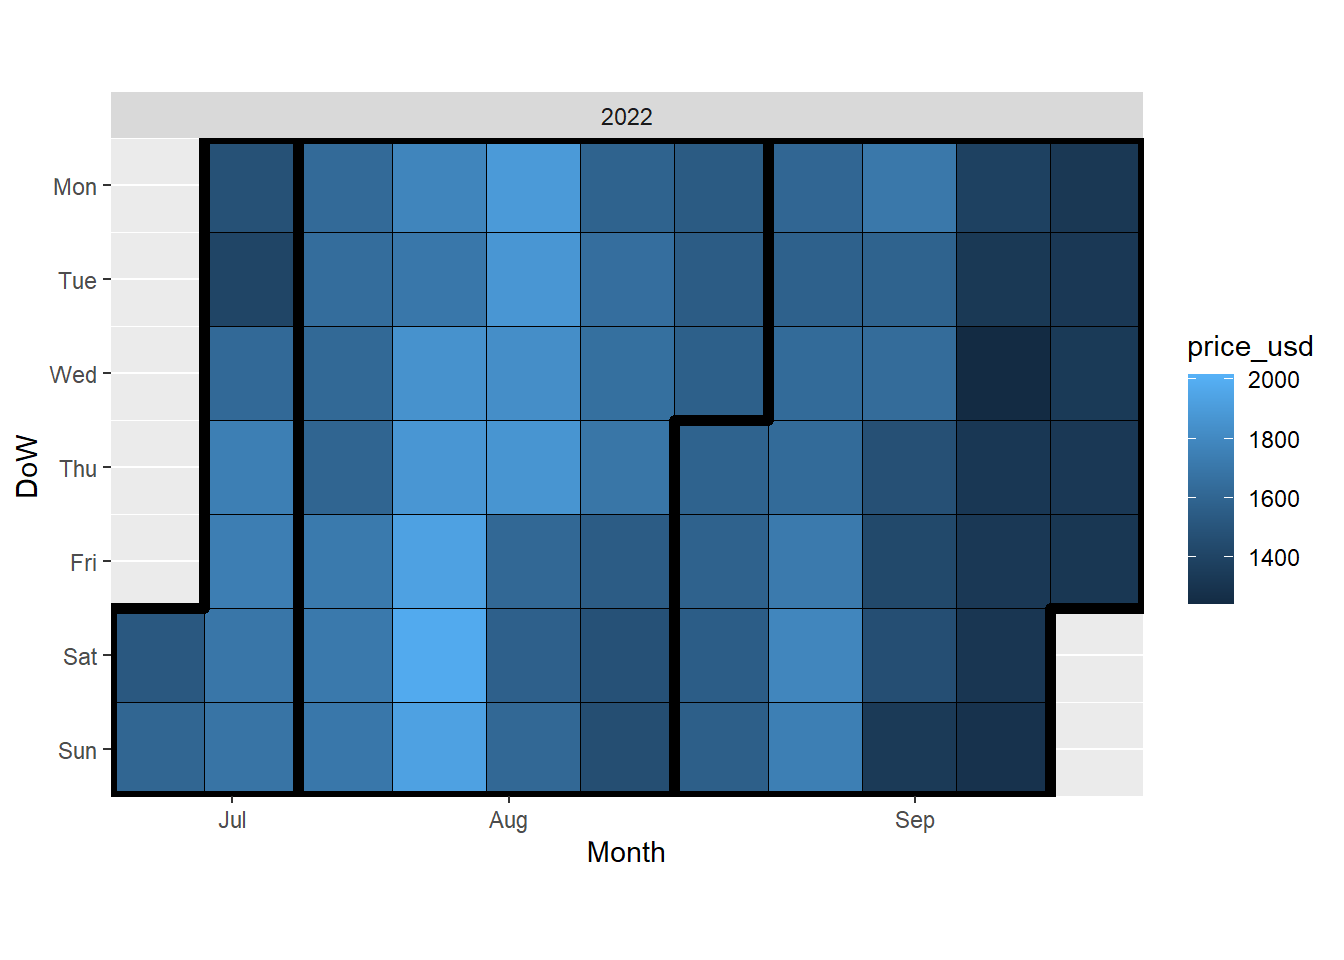 2022
Mon
Tue
Wed
Thu
Fri
Sat
Sun
DoW
Jul
Aug
Sep
Month
price_usd
2000
1800
1600
1400